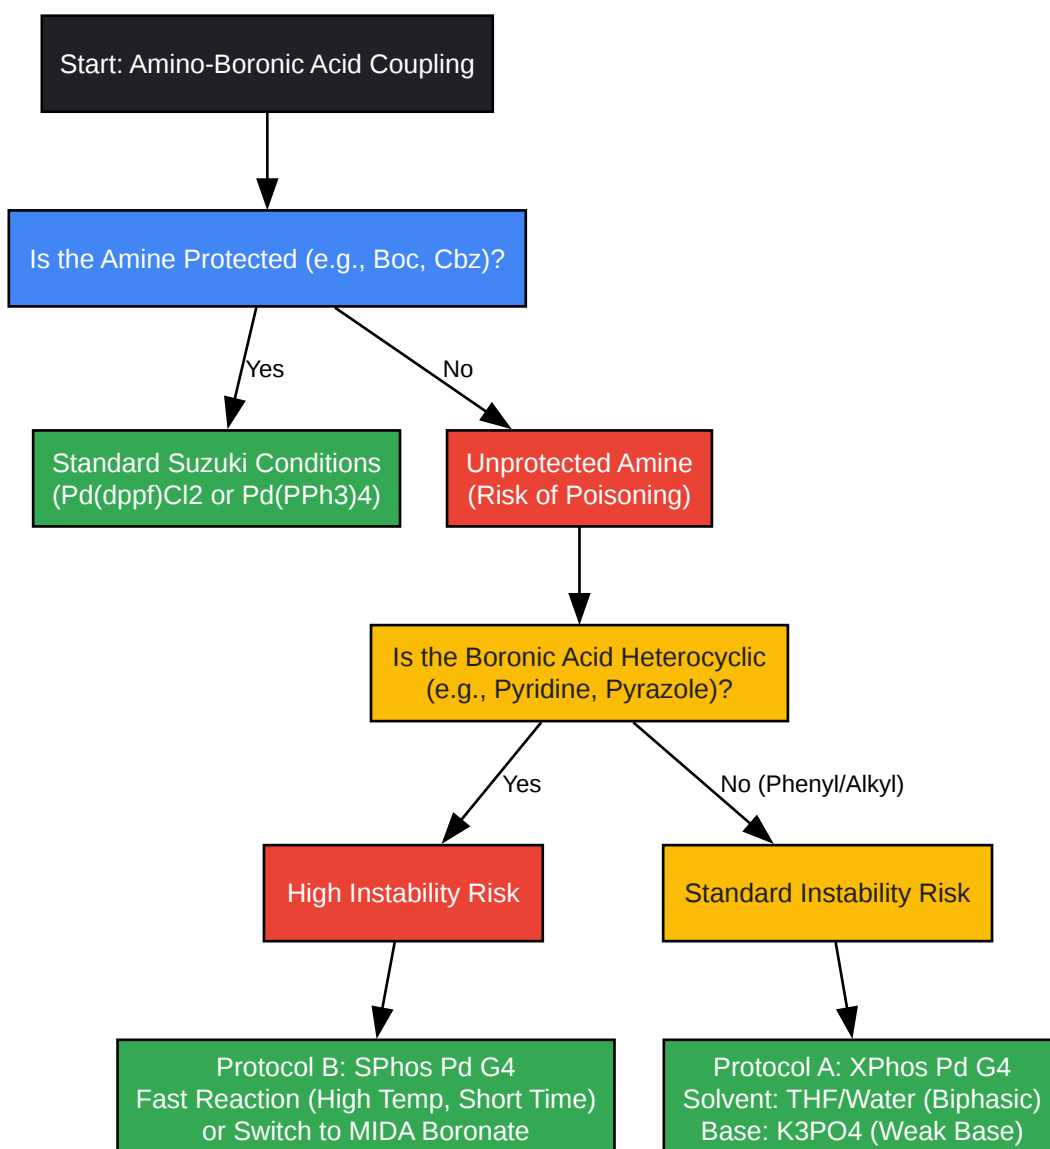 Start: Amino-Boronic Acid Coupling
Is the Amine Protected (e.g., Boc, Cbz)?
Yes
No
Standard Suzuki Conditions
(Pd(dppf)Cl2 or Pd(PPh3)4)
Unprotected Amine
(Risk of Poisoning)
Is the Boronic Acid Heterocyclic
(e.g., Pyridine, Pyrazole)?
Yes
No (Phenyl/Alkyl)
High Instability Risk
Standard Instability Risk
Protocol B: SPhos Pd G4
Fast Reaction (High Temp, Short Time)
or Switch to MIDA Boronate
Protocol A: XPhos Pd G4
Solvent: THF/Water (Biphasic)
Base: K3PO4 (Weak Base)